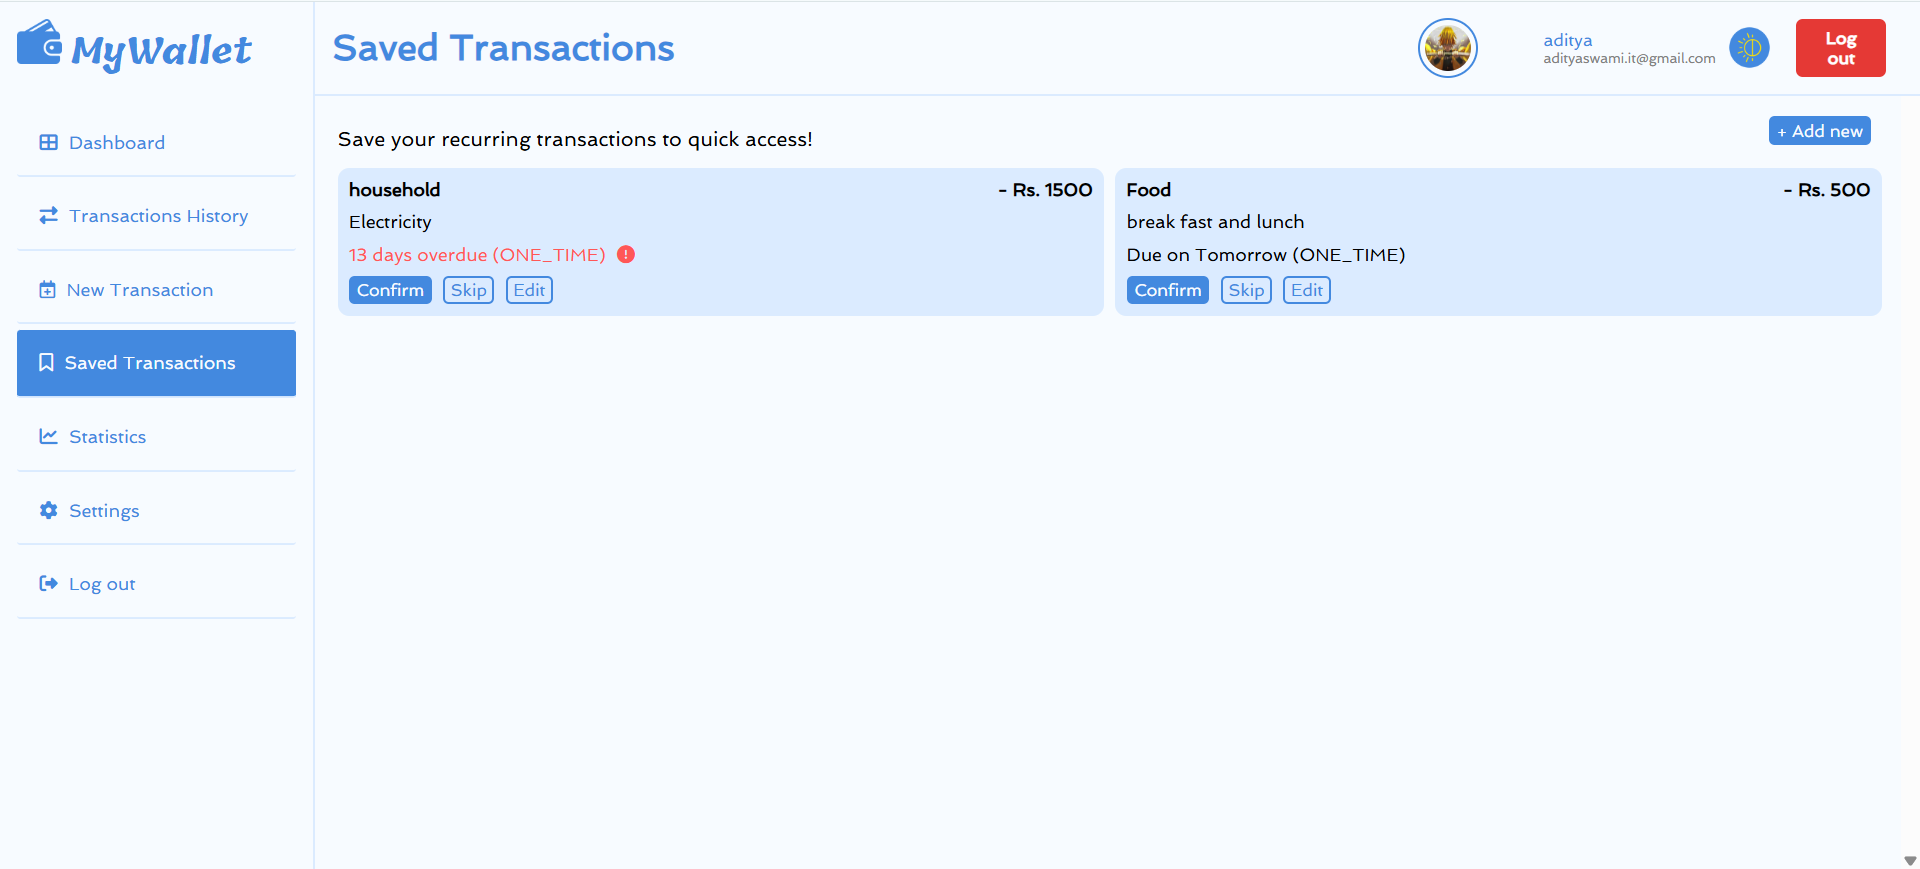 MyWallet
Saved Transactions
aditya
adityaswami.it@gmail.com
Log
out
Dashboard
Transactions History
New Transaction
Saved Transactions
Statistics
Settings
Log out
Save your recurring transactions to quick access!
+ Add new
household - Rs. 1500
Electricity
13 days overdue (ONE_TIME)
Confirm Skip Edit
Food - Rs. 500
break fast and lunch
Due on Tomorrow (ONE_TIME)
Confirm Skip Edit